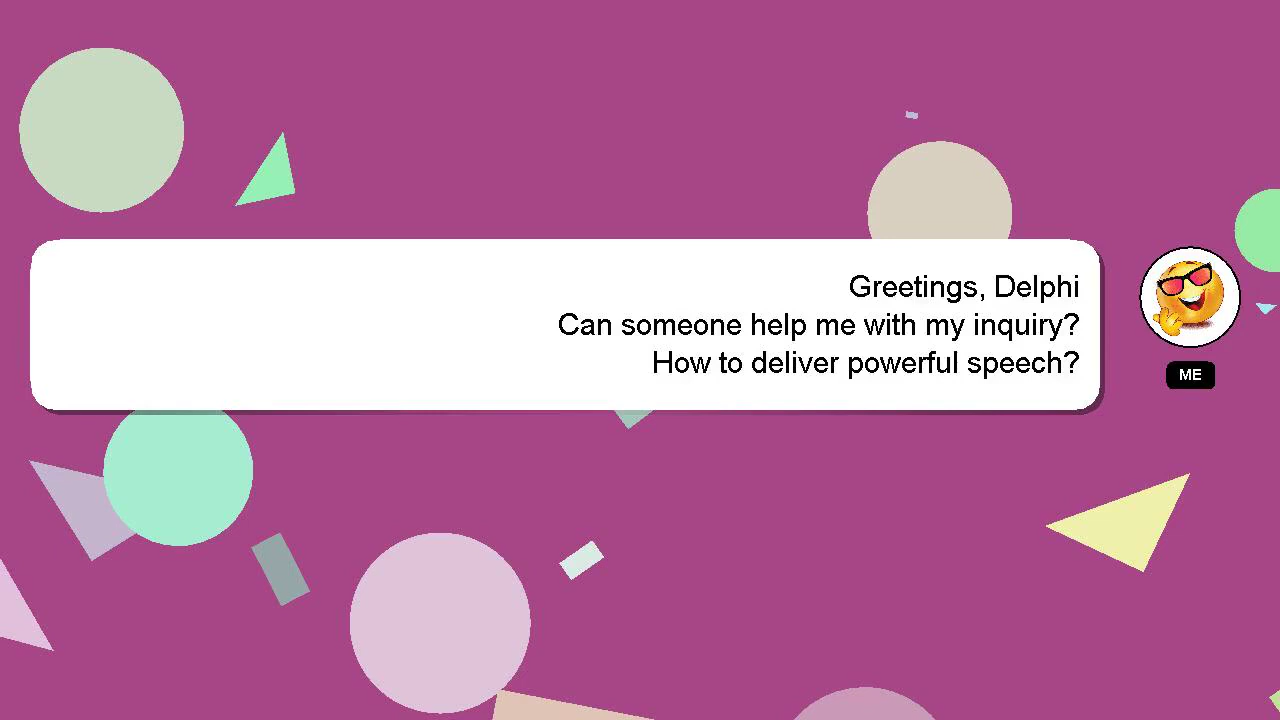 Greetings, Delphi
Can someone help me with my inquiry?
How to deliver powerful speech?
ME